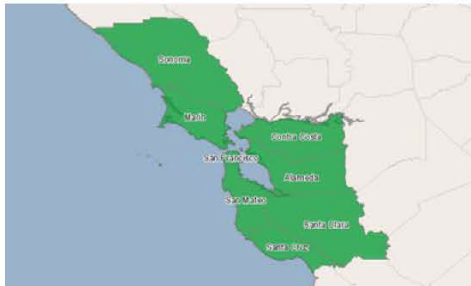 Sonoma
Marin
Contra Costa
San Francisco
Alameda
San Mateo
Santa Clara
Santa Cruz